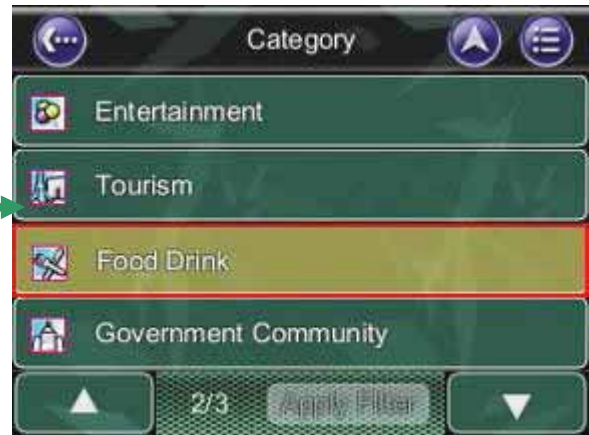 Category
Entertainment
Tourism
Food Drink
Government Community
2/3 Apply Filter